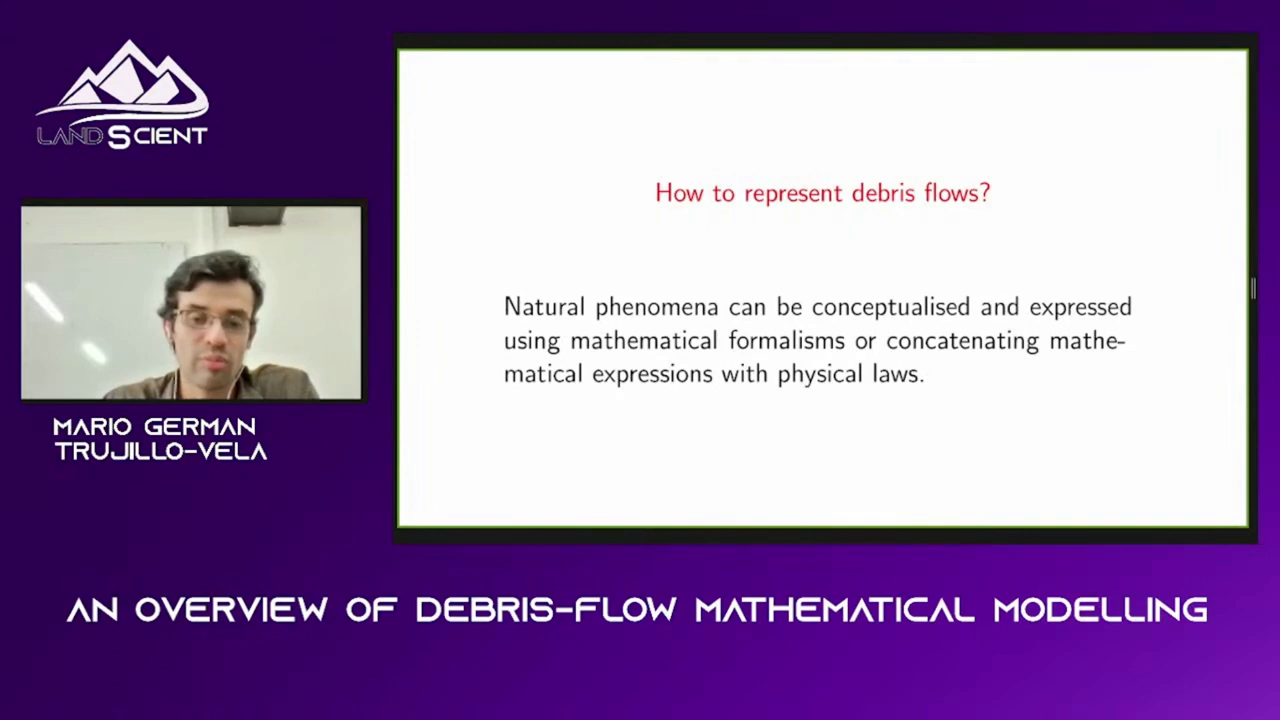 LANDSCIENT
How to represent debris flows?
Natural phenomena can be conceptualised and expressed
using mathematical formalisms or concatenating mathe-
matical expressions with physical laws.
MARIO GERMAN
TRUJILLO-VELA
AN OVERVIEW OF DEBRIS-FLOW MATHEMATICAL MODELLING